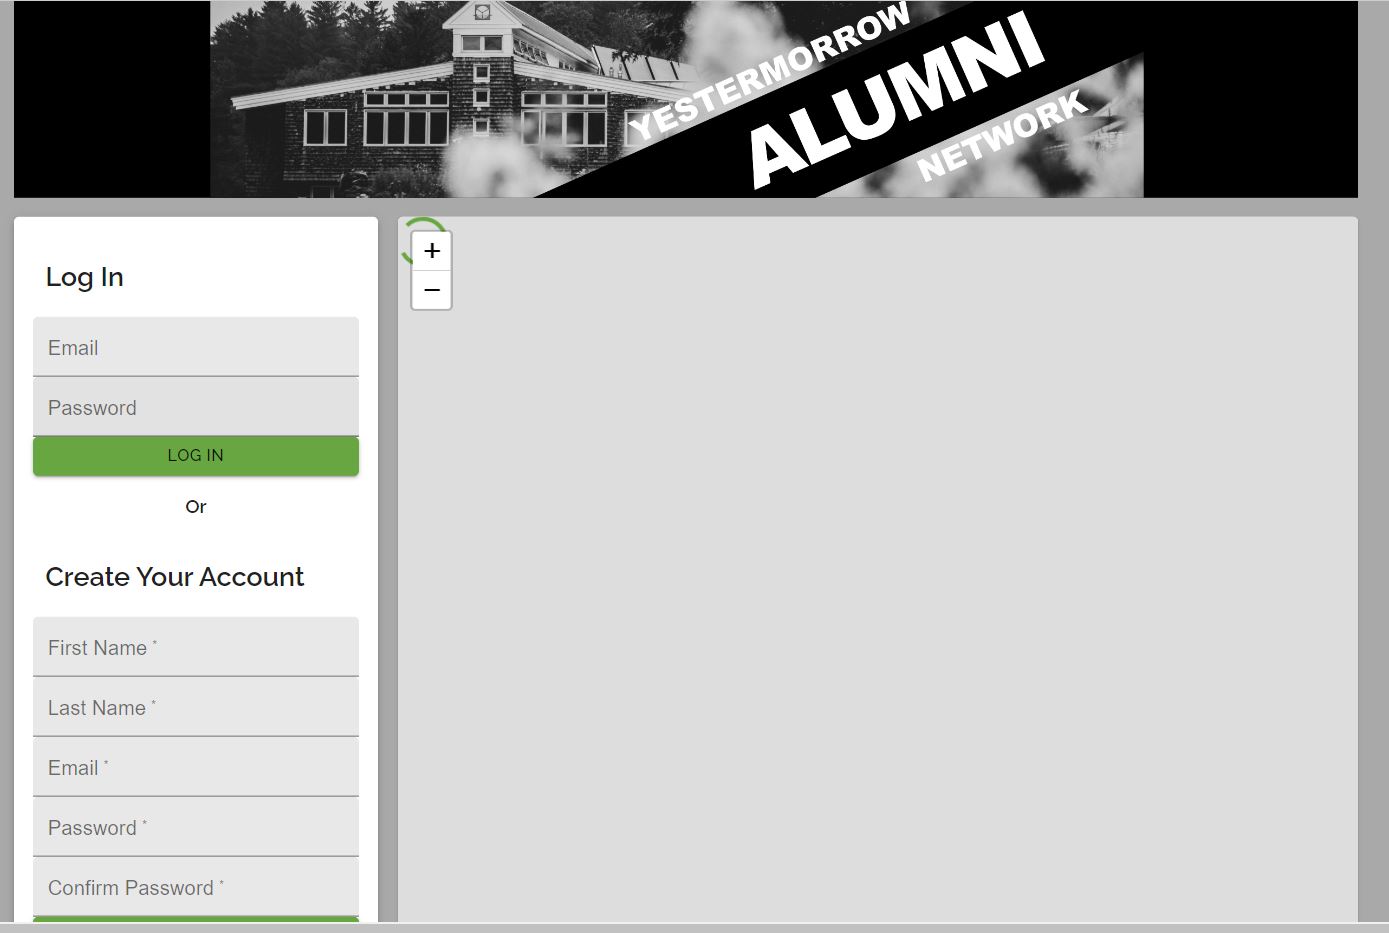 YESTERMORROW
ALUMNI
NETWORK
Log In
Email
Password
LOG IN
Or
Create Your Account
First Name *
Last Name *
Email *
Password *
Confirm Password *
+
−